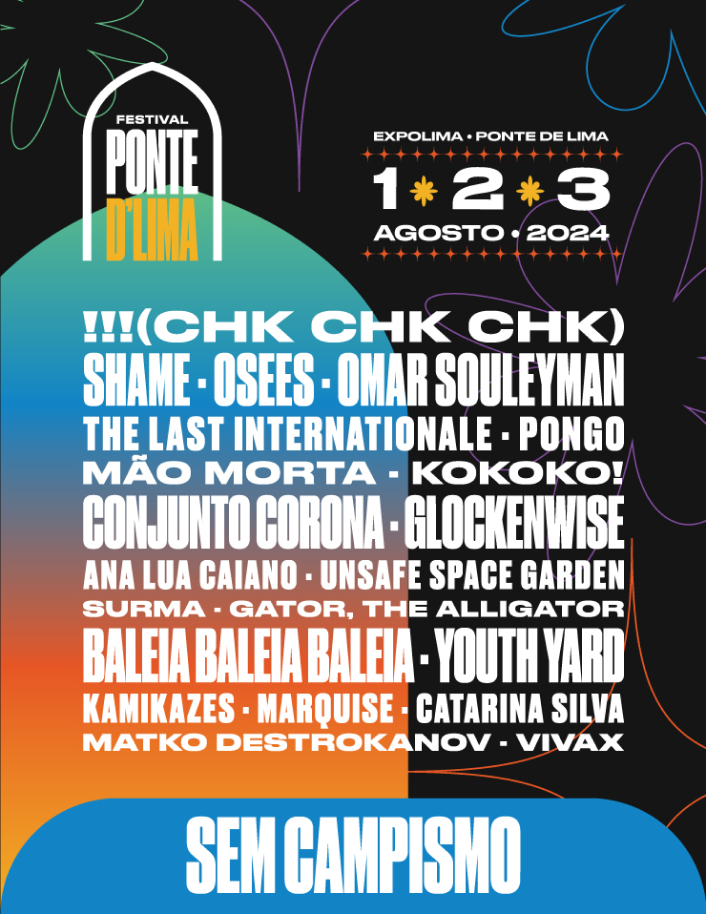 FESTIVAL
PONTE
D'LIMA
EXPOLIMA • PONTE DE LIMA
1 2 3
AGOSTO • 2024
!!!(CHK CHK CHK)
SHAME · OSEES · OMAR SOULEYMAN
THE LAST INTERNATIONALE · PONGO
MÃO MORTA · KOKOKO!
CONJUNTO CORONA · GLOCKENWISE
ANA LUA CAIANO · UNSAFE SPACE GARDEN
SURMA · GATOR, THE ALLIGATOR
BALEIA BALEIA BALEIA · YOUTH YARD
KAMIKAZES · MARQUISE · CATARINA SILVA
MATKO DESTROKANOV · VIVAX
SEM CAMPISMO